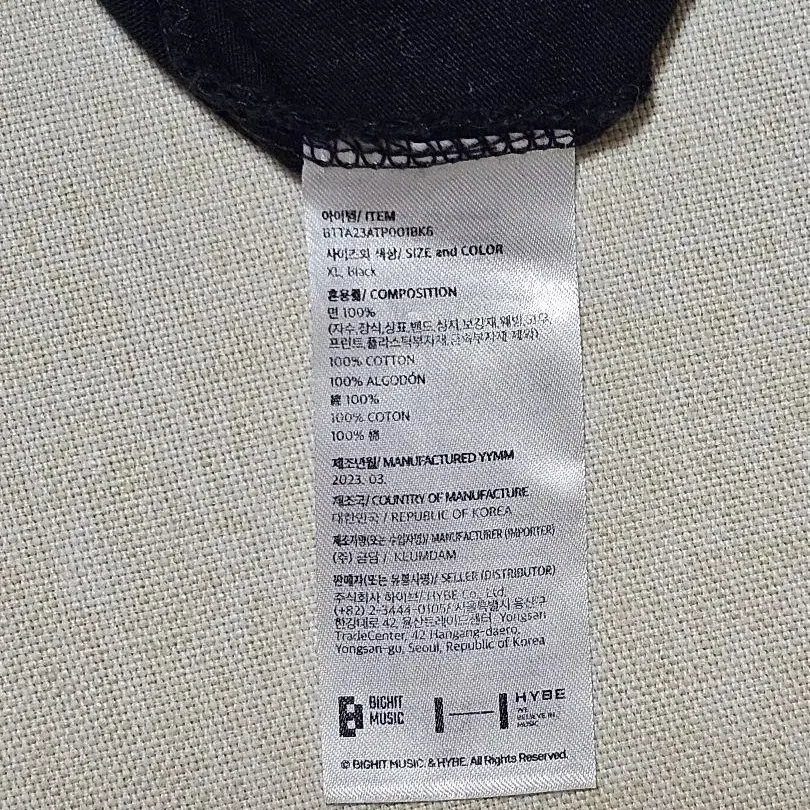 아이템/ ITEM
BTTA23ATP001BK6
사이즈와 색상/ SIZE and COLOR
XL, Black
혼용률/ COMPOSITION
면 100%
(자수,장식,심표,밴드,심지,보강재,웨빙,고무,
프린트,플라스틱부자재,금속부자재 제외)
100% COTTON
100% ALGODÓN
綿 100%
100% COTON
100% 棉
제조년월/ MANUFACTURED YYMM
2023. 03.
제조국/ COUNTRY OF MANUFACTURE
대한민국 / REPUBLIC OF KOREA
제조자명(또는 수입자명)/ MANUFACTURER (IMPORTER)
(주) 금담 / KEUMDAM
판매자(또는 유통사명)/ SELLER (DISTRIBUTOR)
주식회사 하이브/ HYBE Co., Ltd.
(+82) 2-3444-0105/ 서울특별시 용산구
한강대로 42, 용산트레이드센터, Yongsan
TradeCenter, 42 Hangang-daero,
Yongsan-gu, Seoul, Republic of Korea
BIGHIT
MUSIC
HYBE
WE
BELIEVE IN
MUSIC
© BIGHIT MUSIC. & HYBE. All Rights Reserved.